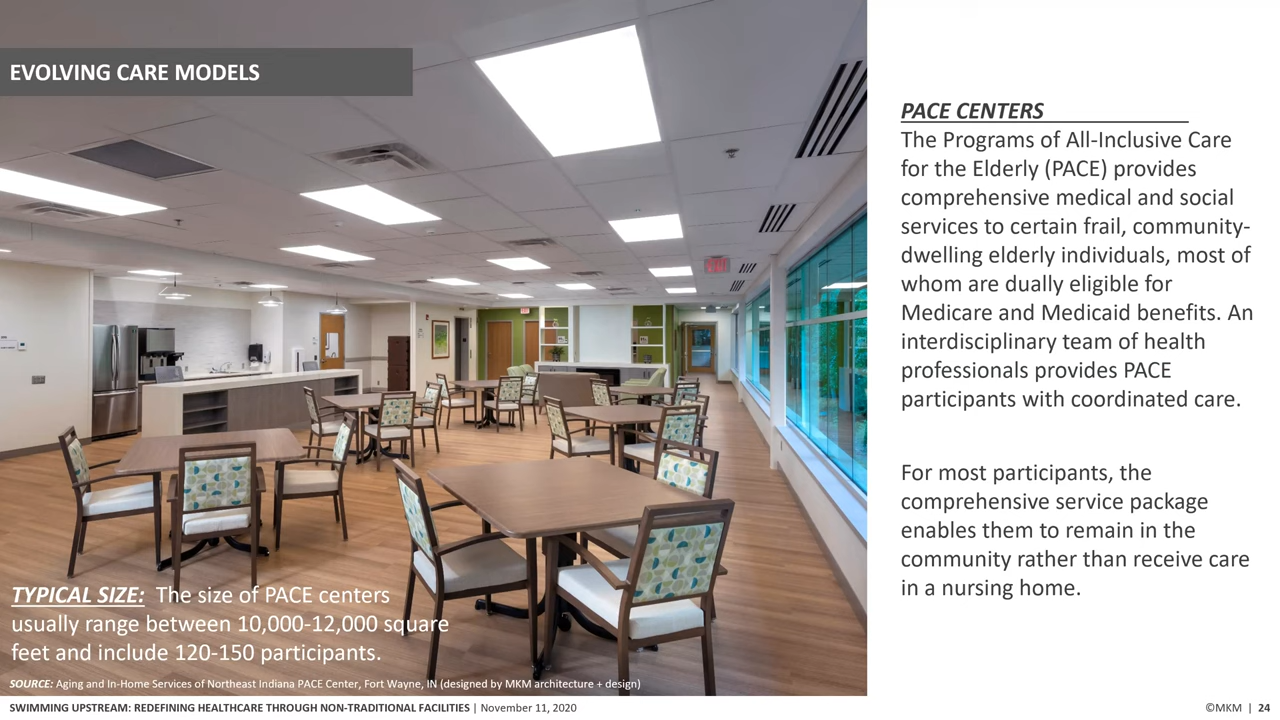 EVOLVING CARE MODELS
PACE CENTERS
The Programs of All-Inclusive Care
for the Elderly (PACE) provides
comprehensive medical and social
services to certain frail, community-
dwelling elderly individuals, most of
whom are dually eligible for
Medicare and Medicaid benefits. An
interdisciplinary team of health
professionals provides PACE
participants with coordinated care.
For most participants, the
comprehensive service package
enables them to remain in the
community rather than receive care
in a nursing home.
TYPICAL SIZE: The size of PACE centers
usually range between 10,000-12,000 square
feet and include 120-150 participants.
SOURCE: Aging and In-Home Services of Northeast Indiana PACE Center, Fort Wayne, IN (designed by MKM architecture + design)
SWIMMING UPSTREAM: REDEFINING HEALTHCARE THROUGH NON-TRADITIONAL FACILITIES | November 11, 2020
©MKM | 24
EXIT